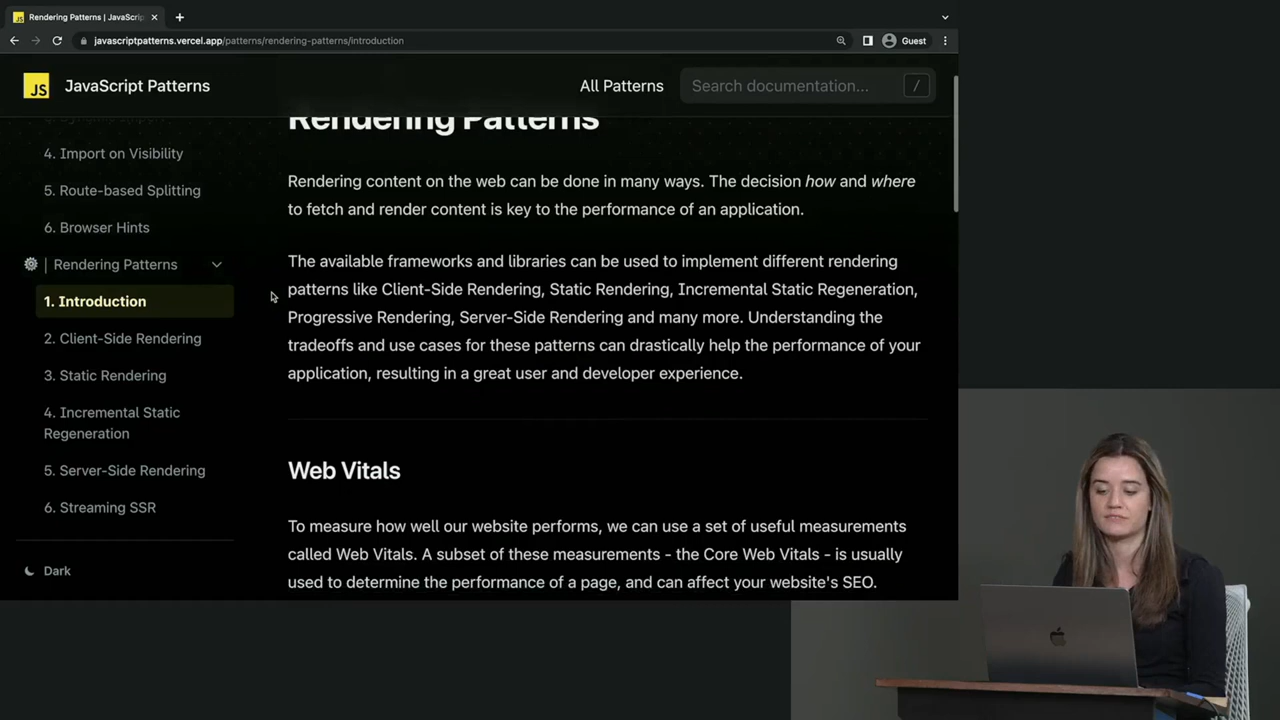 Rendering Patterns | JavaScrip
javascriptpatterns.vercel.app/patterns/rendering-patterns/introduction
Guest
JS
JavaScript Patterns
All Patterns
Search documentation...
/
4. Import on Visibility
5. Route-based Splitting
6. Browser Hints
| Rendering Patterns
1. Introduction
2. Client-Side Rendering
3. Static Rendering
4. Incremental Static
Regeneration
5. Server-Side Rendering
6. Streaming SSR
Dark
Rendering Patterns
Rendering content on the web can be done in many ways. The decision how and where
to fetch and render content is key to the performance of an application.
The available frameworks and libraries can be used to implement different rendering
patterns like Client-Side Rendering, Static Rendering, Incremental Static Regeneration,
Progressive Rendering, Server-Side Rendering and many more. Understanding the
tradeoffs and use cases for these patterns can drastically help the performance of your
application, resulting in a great user and developer experience.
Web Vitals
To measure how well our website performs, we can use a set of useful measurements
called Web Vitals. A subset of these measurements - the Core Web Vitals - is usually
used to determine the performance of a page, and can affect your website's SEO.